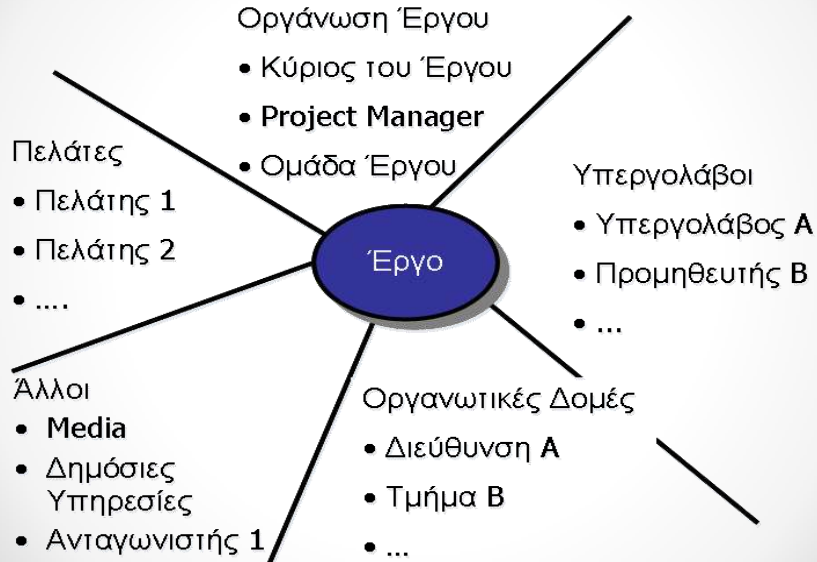 Οργάνωση Έργου
• Κύριος του Έργου
• Project Manager
• Ομάδα Έργου
Πελάτες
• Πελάτης 1
• Πελάτης 2
• ....
Υπεργολάβοι
• Υπεργολάβος A
• Προμηθευτής B
• ...
Έργο
Άλλοι
• Media
• Δημόσιες
Υπηρεσίες
• Ανταγωνιστής 1
Οργανωτικές Δομές
• Διεύθυνση A
• Τμήμα B
• ...